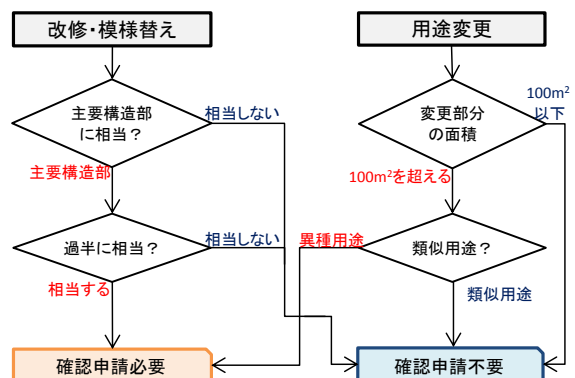 改修・模様替え
用途変更
主要構造部
に相当？
相当しない
変更部分
の面積
100m²
以下
主要構造部
100m²を超える
過半に相当？
相当しない
異種用途
類似用途？
相当する
類似用途
確認申請必要
確認申請不要